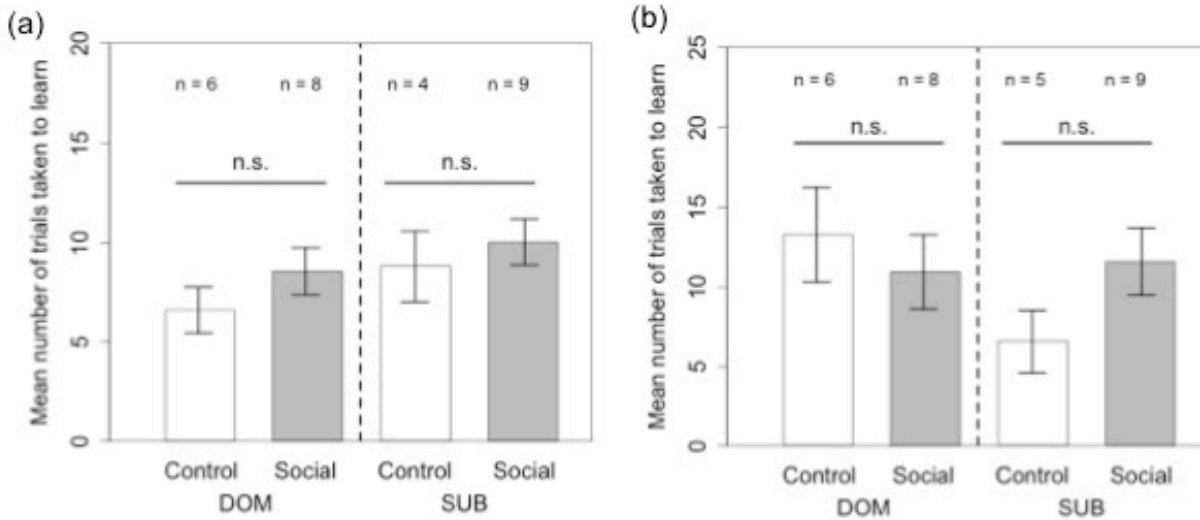 (a)
Mean number of trials taken to learn
20
15
10
5
0
n = 6 n = 8 n = 4 n = 9
n.s. n.s.
Control Social Control Social
DOM SUB
(b)
Mean number of trials taken to learn
25
20
15
10
5
0
n = 6 n = 8 n = 5 n = 9
n.s. n.s.
Control Social Control Social
DOM SUB